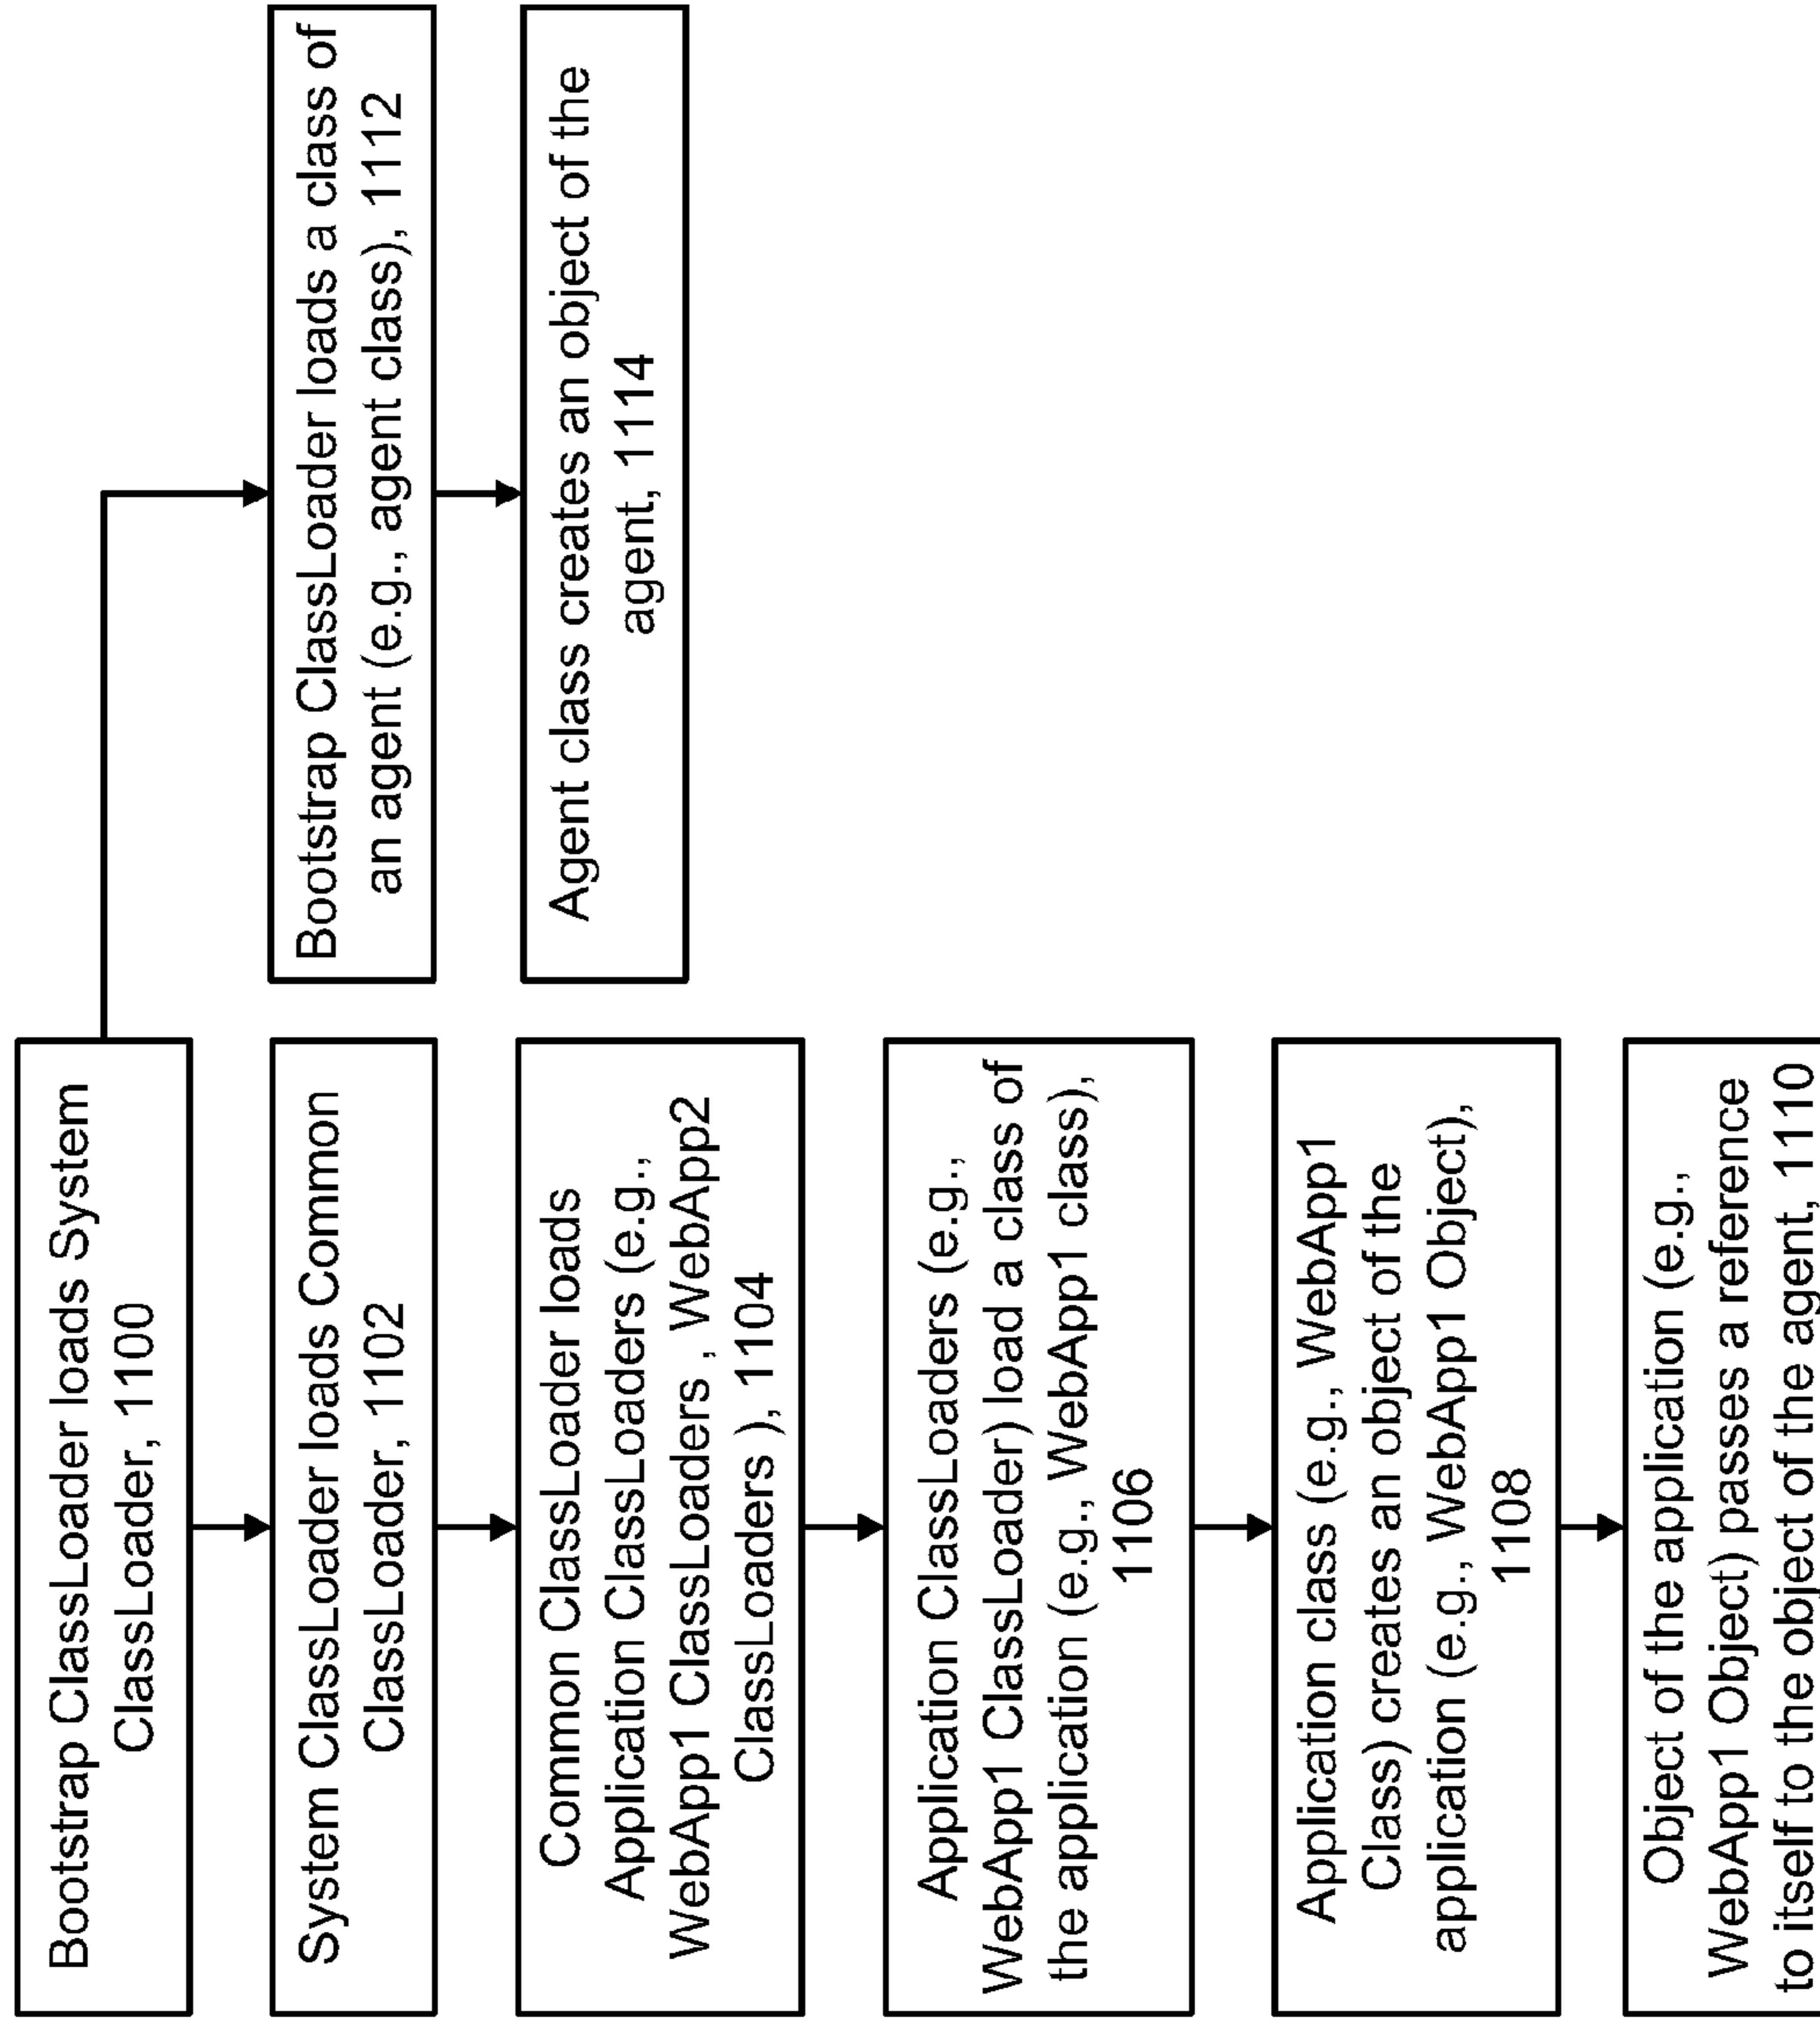 Bootstrap ClassLoader loads System
ClassLoader, 1100
System ClassLoader loads Common
ClassLoader, 1102
Common ClassLoader loads
Application ClassLoaders (e.g.,
WebApp1 ClassLoaders , WebApp2
ClassLoaders ), 1104
Application ClassLoaders (e.g.,
WebApp1 ClassLoader) load a class of
the application (e.g., WebApp1 class),
1106
Application class (e.g., WebApp1
Class) creates an object of the
application (e.g., WebApp1 Object),
1108
Object of the application (e.g.,
WebApp1 Object) passes a reference
to itself to the object of the agent, 1110
Bootstrap ClassLoader loads a class of
an agent (e.g., agent class), 1112
Agent class creates an object of the
agent, 1114